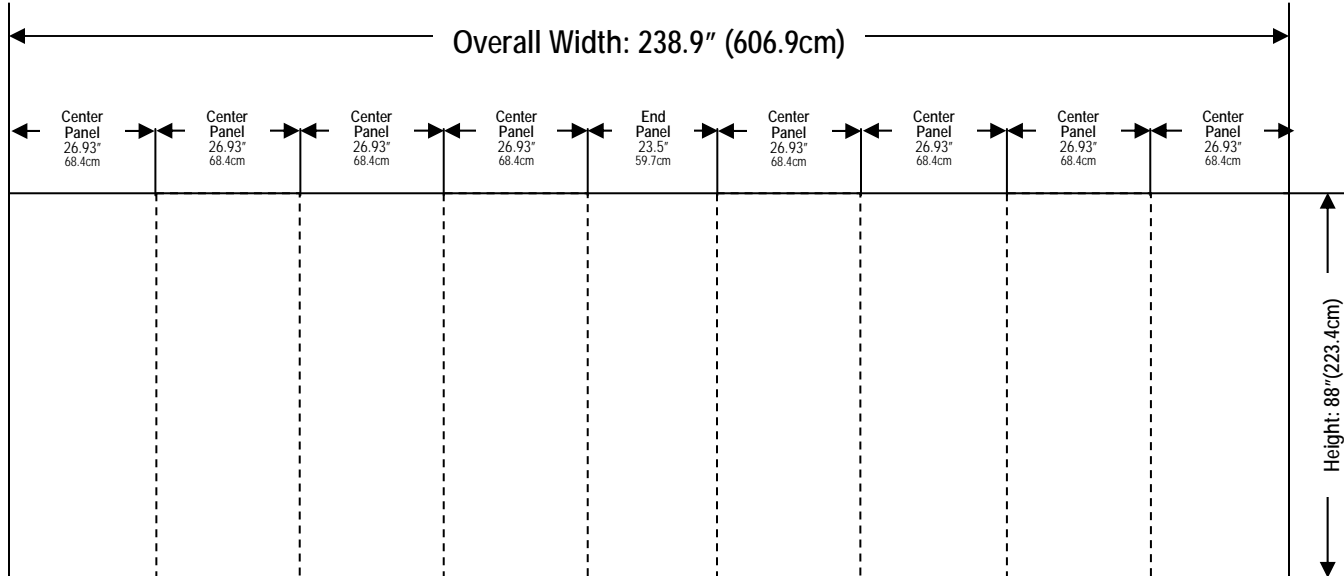 Overall Width: 238.9" (606.9cm)
Center
Panel
26.93"
68.4cm
Center
Panel
26.93"
68.4cm
Center
Panel
26.93"
68.4cm
Center
Panel
26.93"
68.4cm
End
Panel
23.5"
59.7cm
Center
Panel
26.93"
68.4cm
Center
Panel
26.93"
68.4cm
Center
Panel
26.93"
68.4cm
Center
Panel
26.93"
68.4cm
Height: 88"(223.4cm)